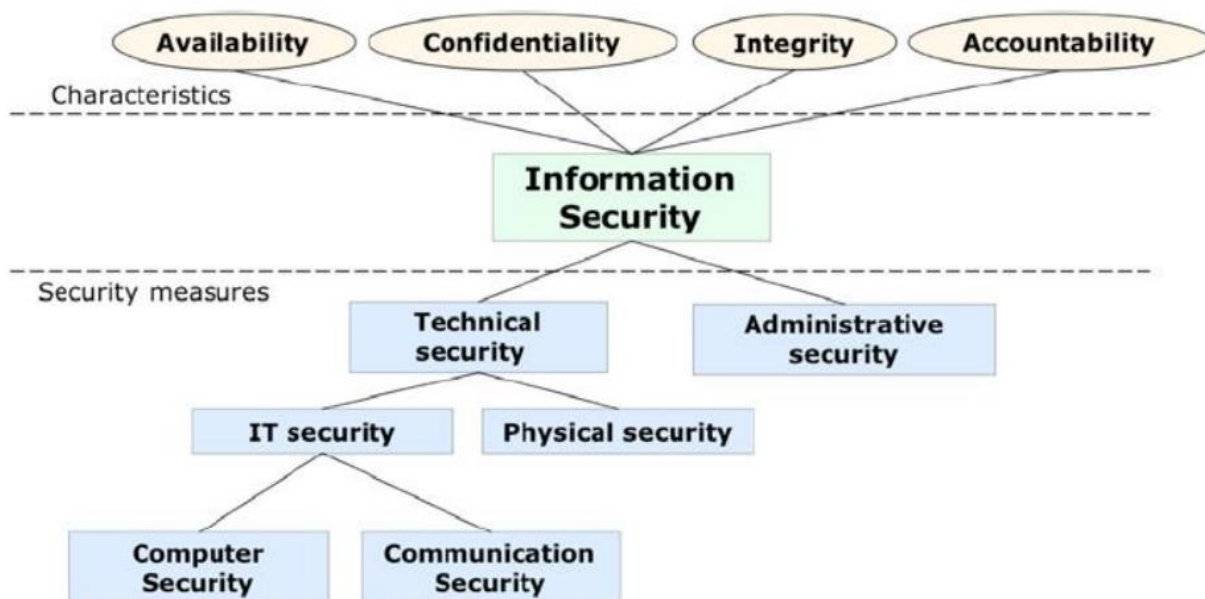 Availability
Confidentiality
Integrity
Accountability
Characteristics
Information
Security
Security measures
Technical
security
Administrative
security
IT security
Physical security
Computer
Security
Communication
Security